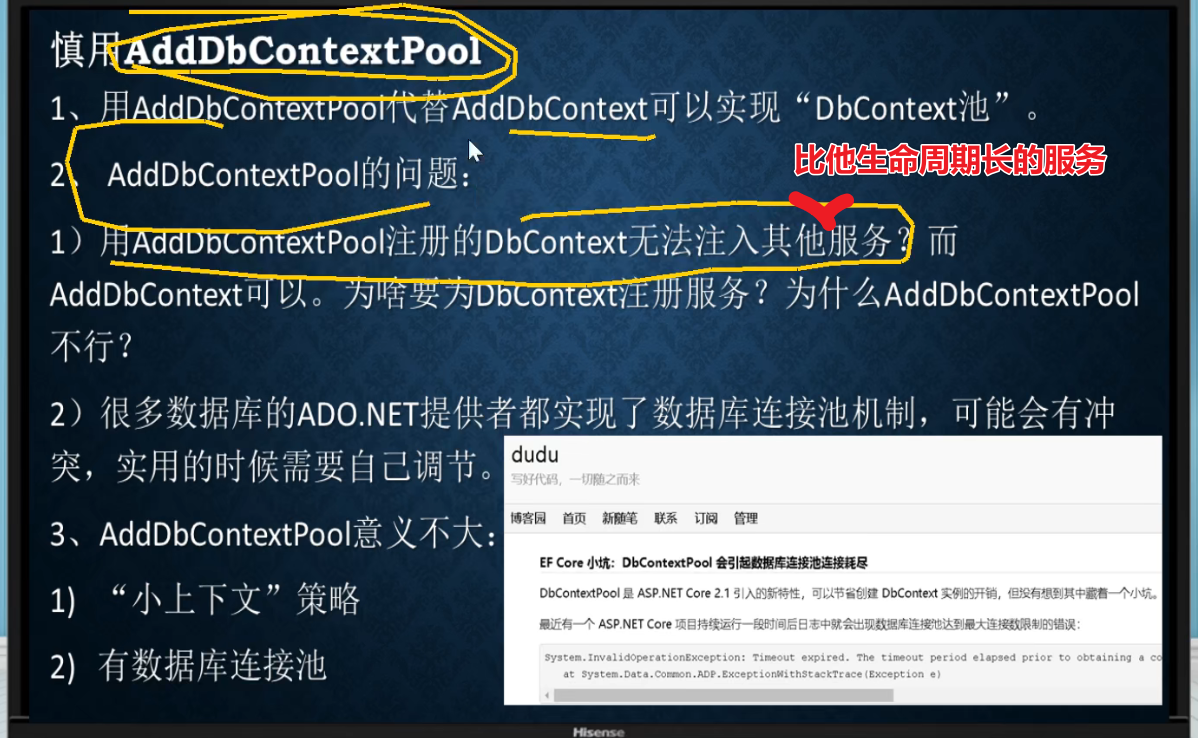 慎用AddDbContextPool
1、用AddDbContextPool代替AddDbContext可以实现“DbContext池”。
比他生命周期长的服务
2、 AddDbContextPool的问题：
1）用AddDbContextPool注册的DbContext无法注入其他服务？而
AddDbContext可以。为啥要为DbContext注册服务？为什么AddDbContextPool
不行？
2）很多数据库的ADO.NET提供者都实现了数据库连接池机制，可能会有冲
突，实用的时候需要自己调节。
3、AddDbContextPool意义不大：
1) “小上下文”策略
2) 有数据库连接池
dudu
写好代码，一切随之而来
博客园 首页 新随笔 联系 订阅 管理
EF Core 小坑：DbContextPool 会引起数据库连接池连接耗尽
DbContextPool 是 ASP.NET Core 2.1 引入的新特性，可以节省创建 DbContext 实例的开销，但没有想到其中藏着一个小坑。
最近有一个 ASP.NET Core 项目持续运行一段时间后日志中就会出现数据库连接池达到最大连接数限制的错误：
System.InvalidOperationException: Timeout expired. The timeout period elapsed prior to obtaining a co
at System.Data.Common.ADP.ExceptionWithStackTrace(Exception e)
Hisense